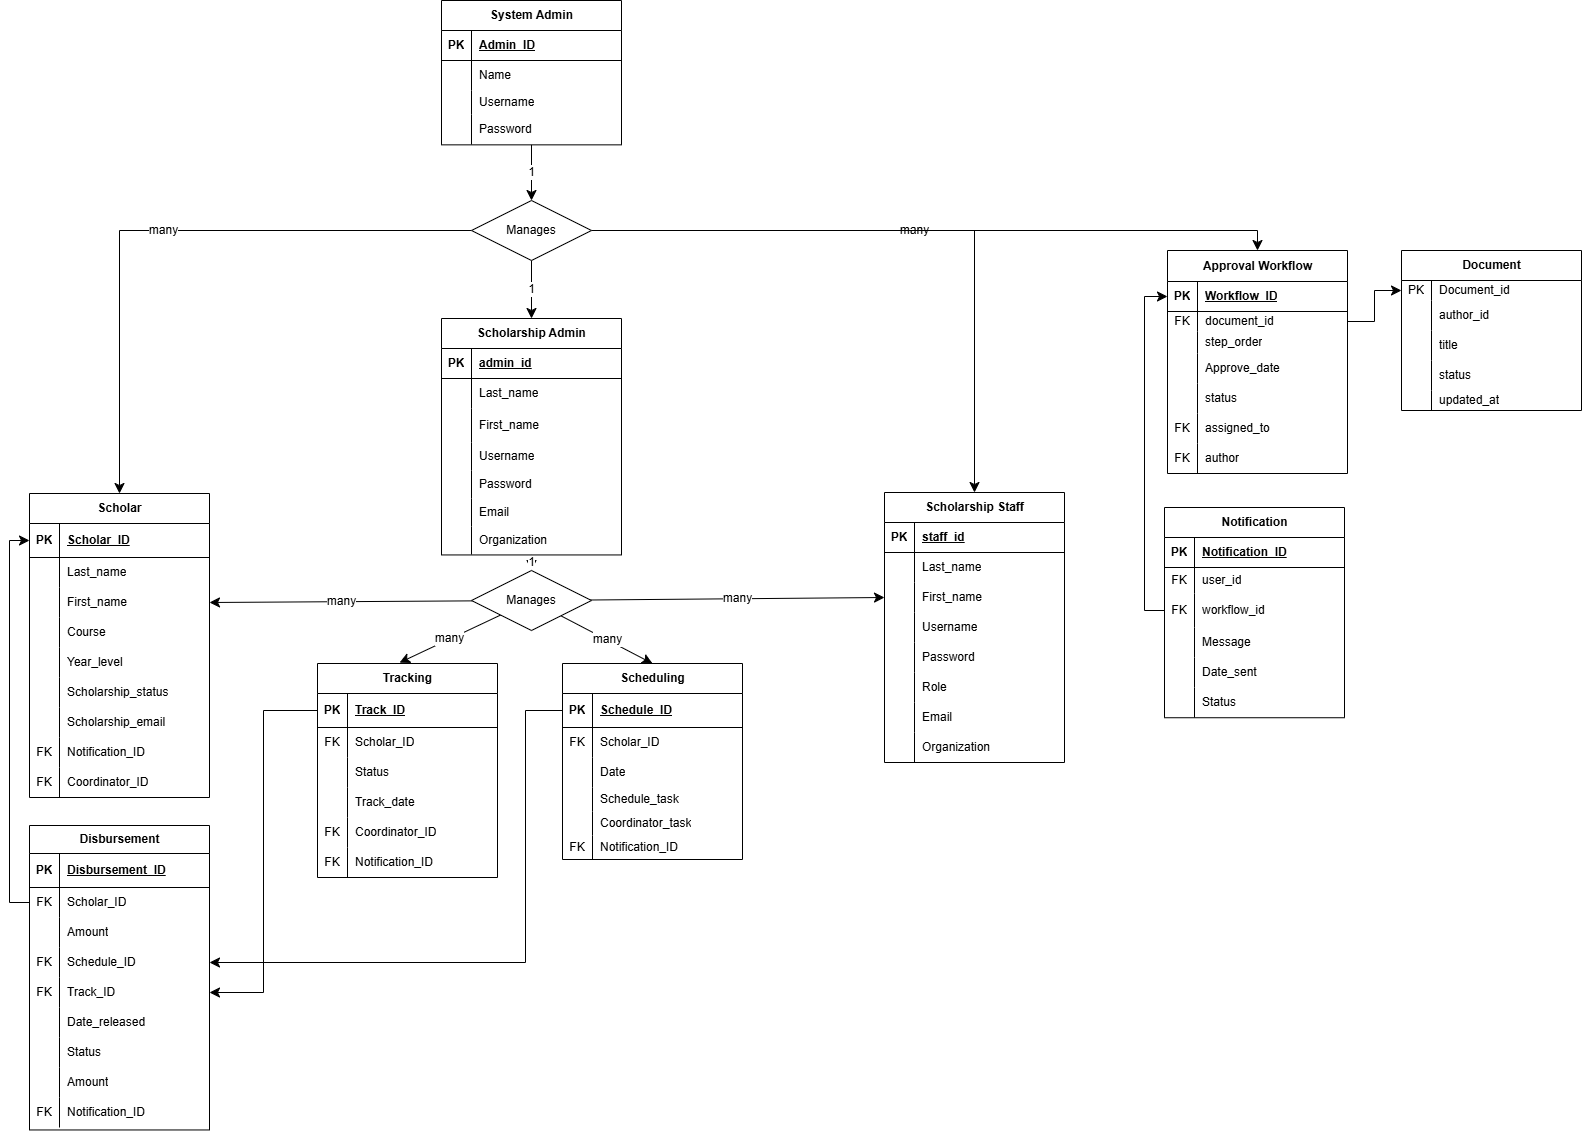 System Admin
PK Admin_ID
Name
Username
Password
1
Manages
many
many
1
Scholarship Admin
PK admin_id
Last_name
First_name
Username
Password
Email
Organization
1
Manages
many
many
many
many
Approval Workflow
PK Workflow_ID
FK document_id
step_order
Approve_date
status
FK assigned_to
FK author
Document
PK Document_id
author_id
title
status
updated_at
Scholar
PK Scholar_ID
Last_name
First_name
Course
Year_level
Scholarship_status
Scholarship_email
FK Notification_ID
FK Coordinator_ID
Scholarship Staff
PK staff_id
Last_name
First_name
Username
Password
Role
Email
Organization
Notification
PK Notification_ID
FK user_id
FK workflow_id
Message
Date_sent
Status
Tracking
PK Track_ID
FK Scholar_ID
Status
Track_date
FK Coordinator_ID
FK Notification_ID
Scheduling
PK Schedule_ID
FK Scholar_ID
Date
Schedule_task
Coordinator_task
FK Notification_ID
Disbursement
PK Disbursement_ID
FK Scholar_ID
Amount
FK Schedule_ID
FK Track_ID
Date_released
Status
Amount
FK Notification_ID